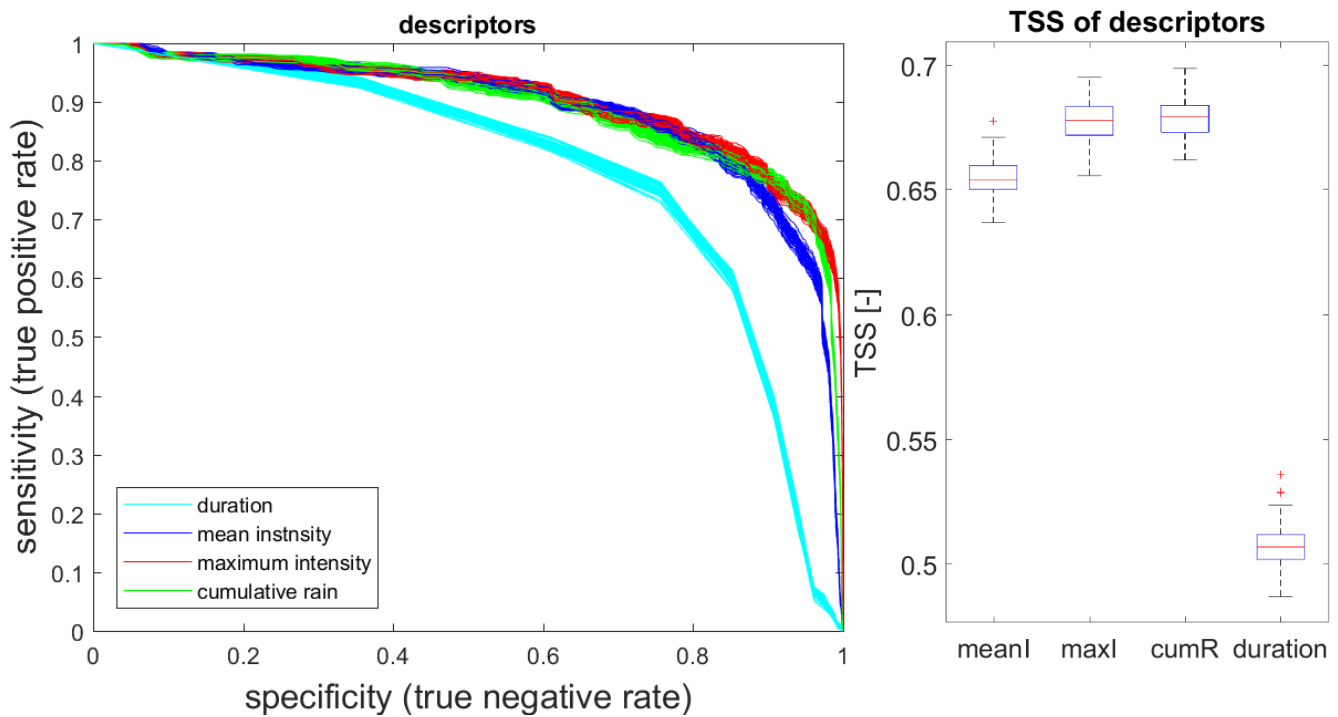 descriptors
1
0.9
0.8
0.7
0.6
0.5
0.4
0.3
0.2
0.1
0
sensitivity (true positive rate)
duration
mean instnsity
maximum intensity
cumulative rain
0
0.2
0.4
0.6
0.8
1
specificity (true negative rate)
TSS of descriptors
0.7
0.65
0.6
0.55
0.5
TSS [-]
meanI
maxI
cumR
duration